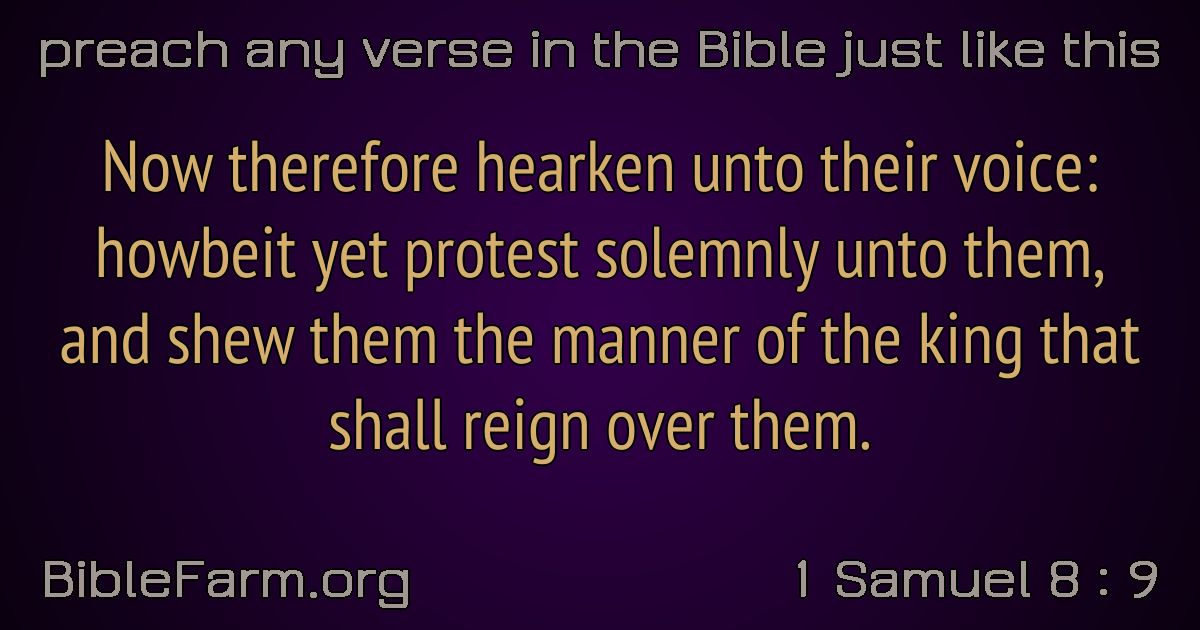 preach any verse in the Bible just like this
Now therefore hearken unto their voice:
howbeit yet protest solemnly unto them,
and shew them the manner of the king that
shall reign over them.
BibleFarm.org
1 Samuel 8 : 9